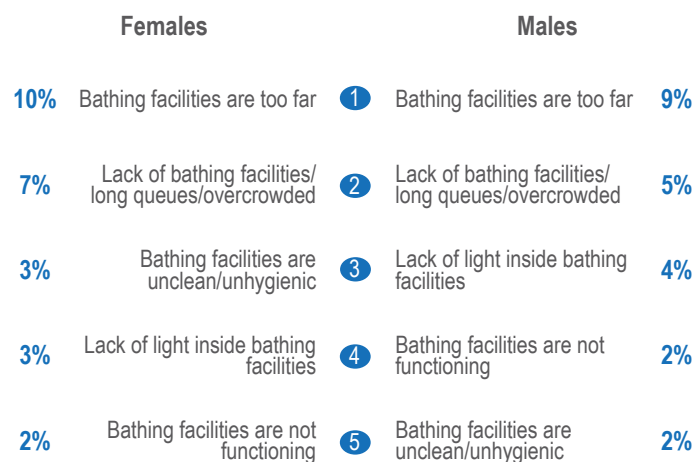 Females Males
10% Bathing facilities are too far 1 Bathing facilities are too far 9%
7% Lack of bathing facilities/
long queues/overcrowded 2 Lack of bathing facilities/
long queues/overcrowded 5%
3% Bathing facilities are
unclean/unhygienic 3 Lack of light inside bathing
facilities 4%
3% Lack of light inside bathing
facilities 4 Bathing facilities are not
functioning 2%
2% Bathing facilities are not
functioning 5 Bathing facilities are
unclean/unhygienic 2%